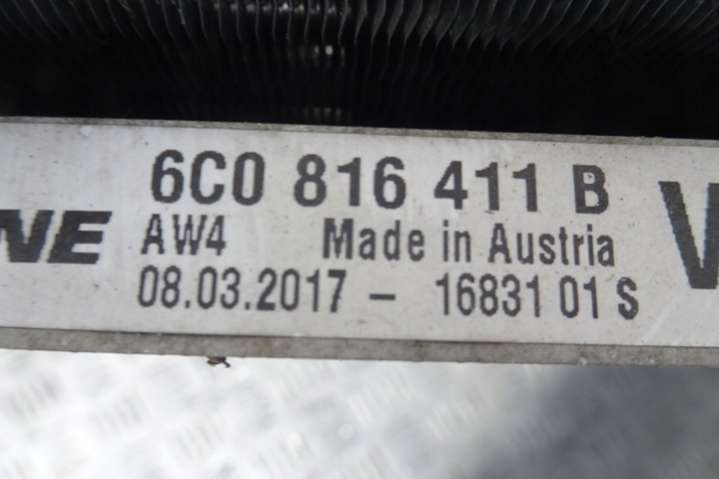 6C0 816 411 B
AW4 Made in Austria
08.03.2017 - 16831 01 S